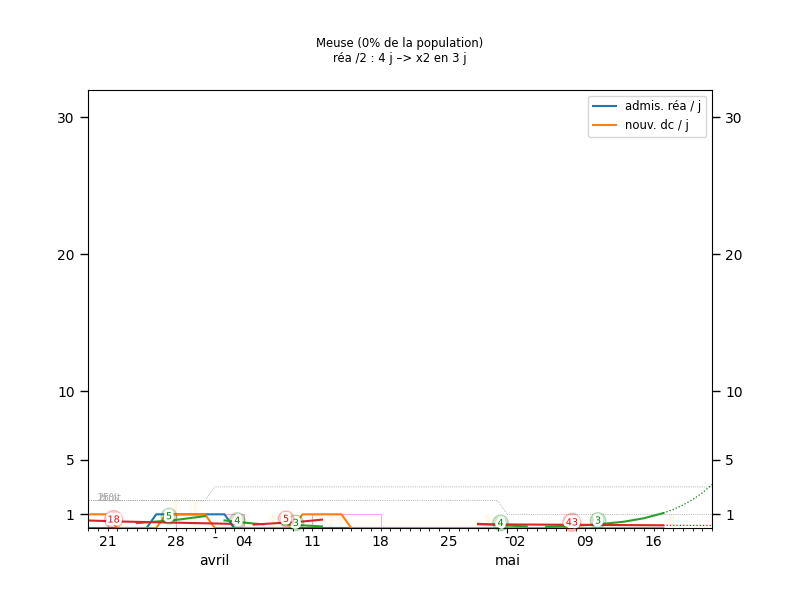 Meuse (0% de la population)
réa /2 : 4 j –> x2 en 3 j
admis. réa / j
nouv. dc / j
30 30
20 20
10 10
5 5
1 1
18 5 4 5 3 4 43 3
21 28 - 04 11 18 25 - 02 09 16
avril mai